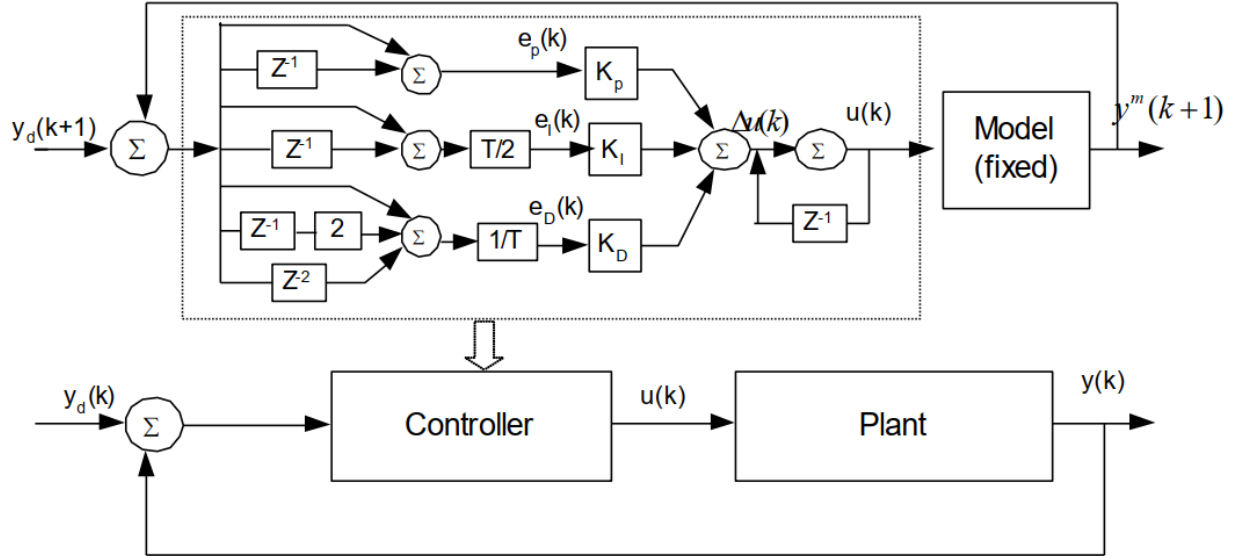 e_p(k)
Z^-1
Σ
K_p
y_d(k+1)
Σ
Z^-1
Σ
T/2
e_I(k)
K_I
Σ
Δu(k)
Σ
u(k)
Z^-1
Model
(fixed)
y^m(k+1)
Z^-1
2
Z^-2
Σ
1/T
e_D(k)
K_D
y_d(k)
Σ
Controller
u(k)
Plant
y(k)